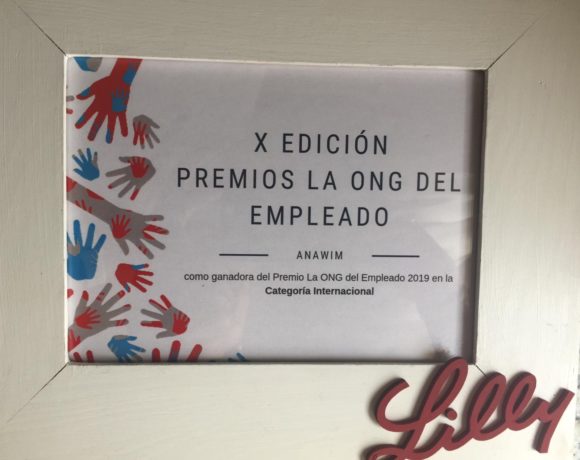 X EDICIÓN
PREMIOS LA ONG DEL
EMPLEADO
ANAWIM
como ganadora del Premio La ONG del Empleado 2019 en la
Categoría Internacional
Lilly